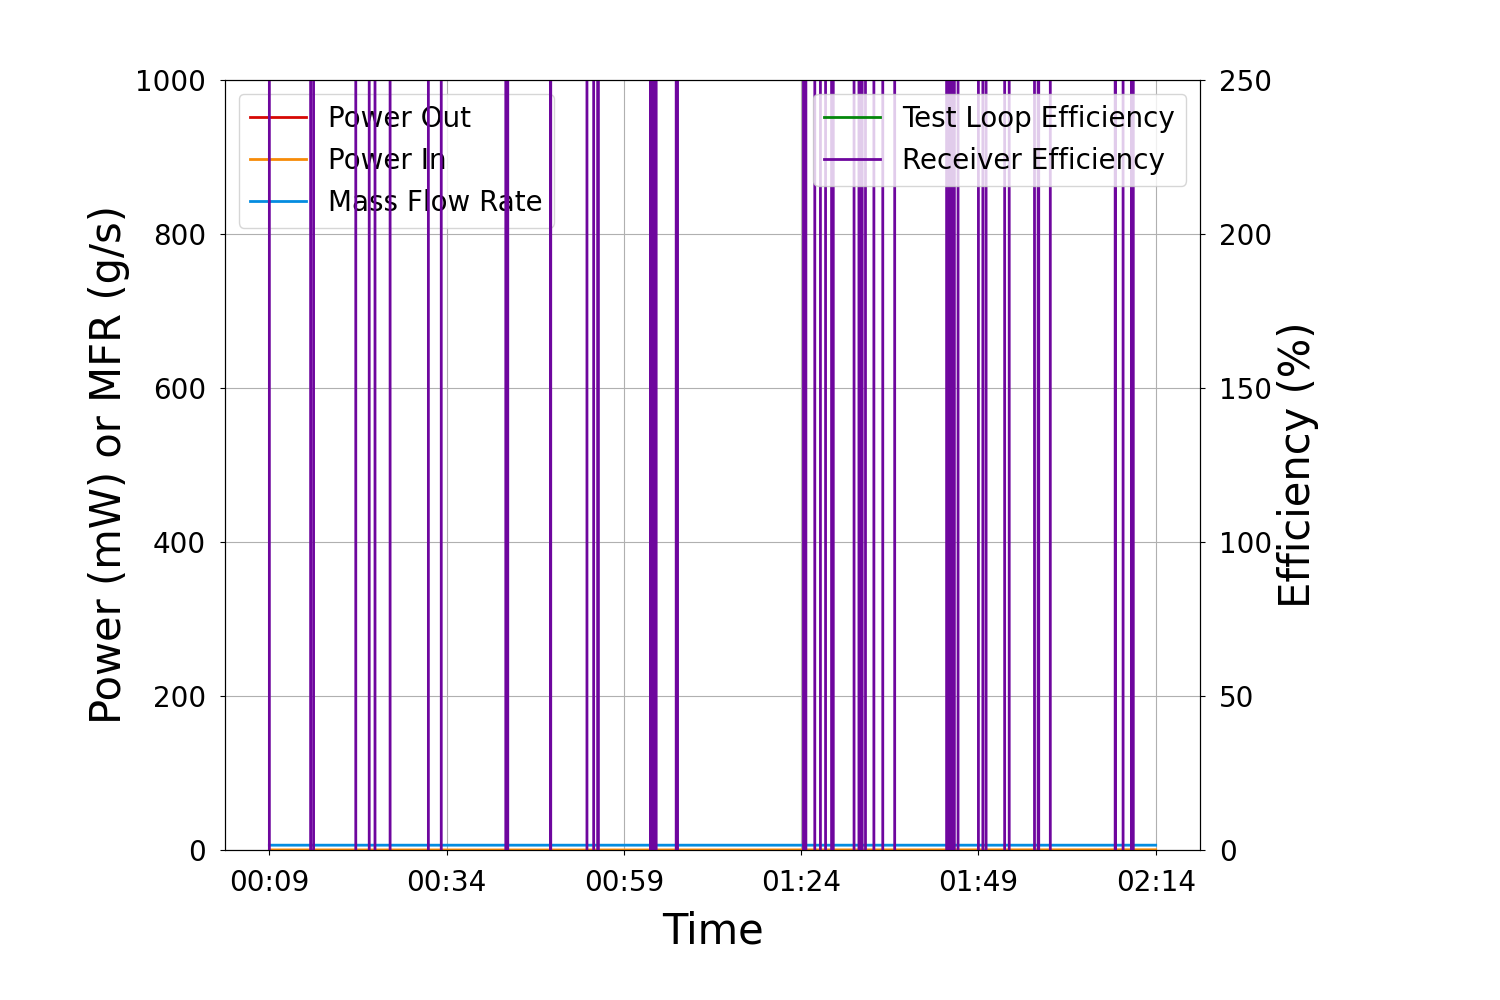 1000
800
600
400
200
0
Power (mW) or MFR (g/s)
Power Out
Power In
Mass Flow Rate
Test Loop Efficiency
Receiver Efficiency
250
200
150
100
50
0
Efficiency (%)
00:09 00:34 00:59 01:24 01:49 02:14
Time